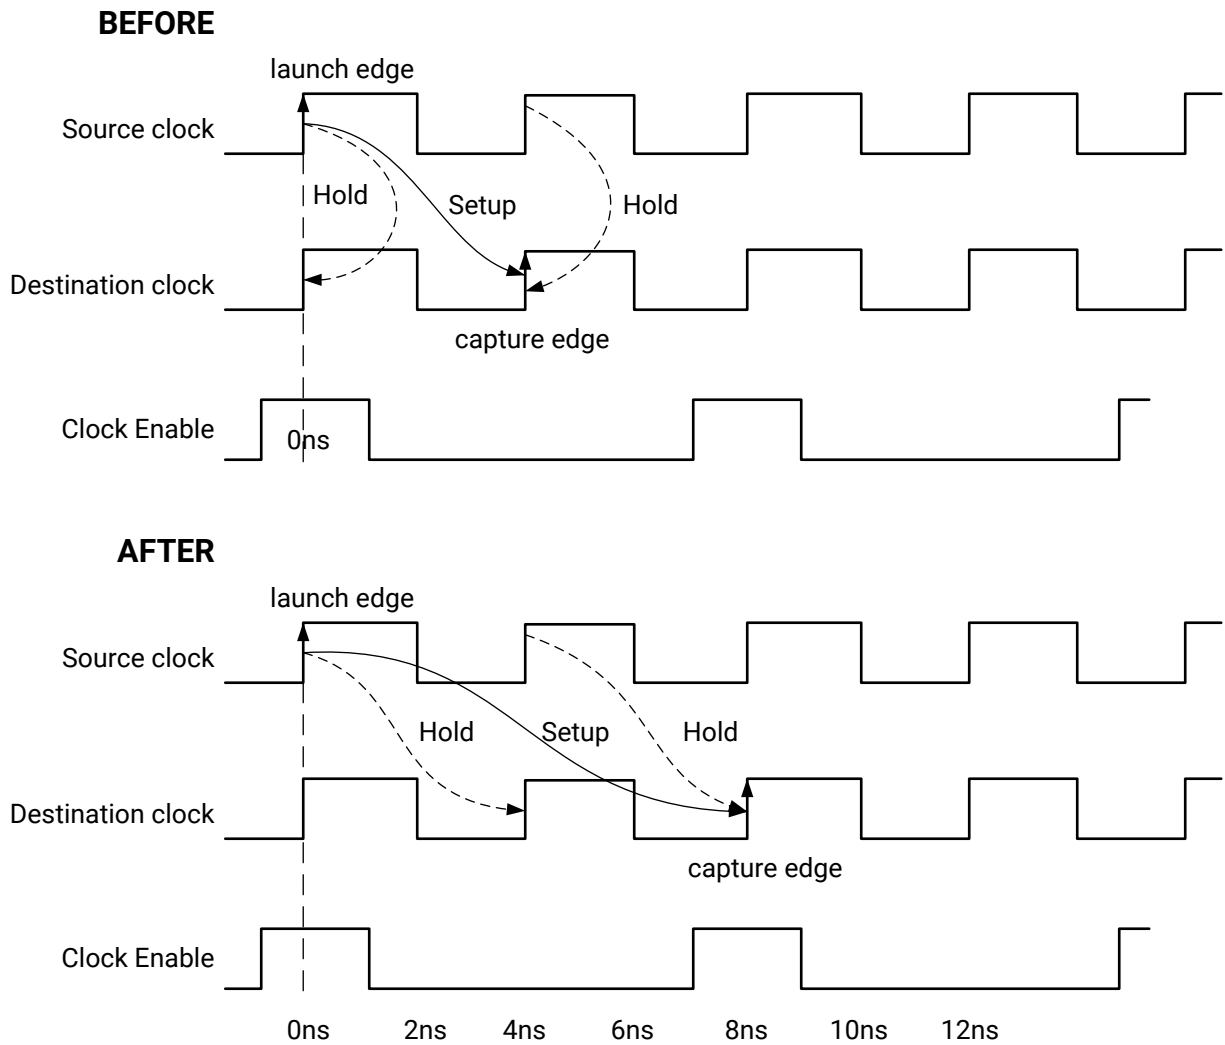 BEFORE
launch edge
Source clock
Hold
Setup
Hold
Destination clock
capture edge
Clock Enable
0ns
AFTER
launch edge
Source clock
Hold
Setup
Hold
Destination clock
capture edge
Clock Enable
0ns 2ns 4ns 6ns 8ns 10ns 12ns